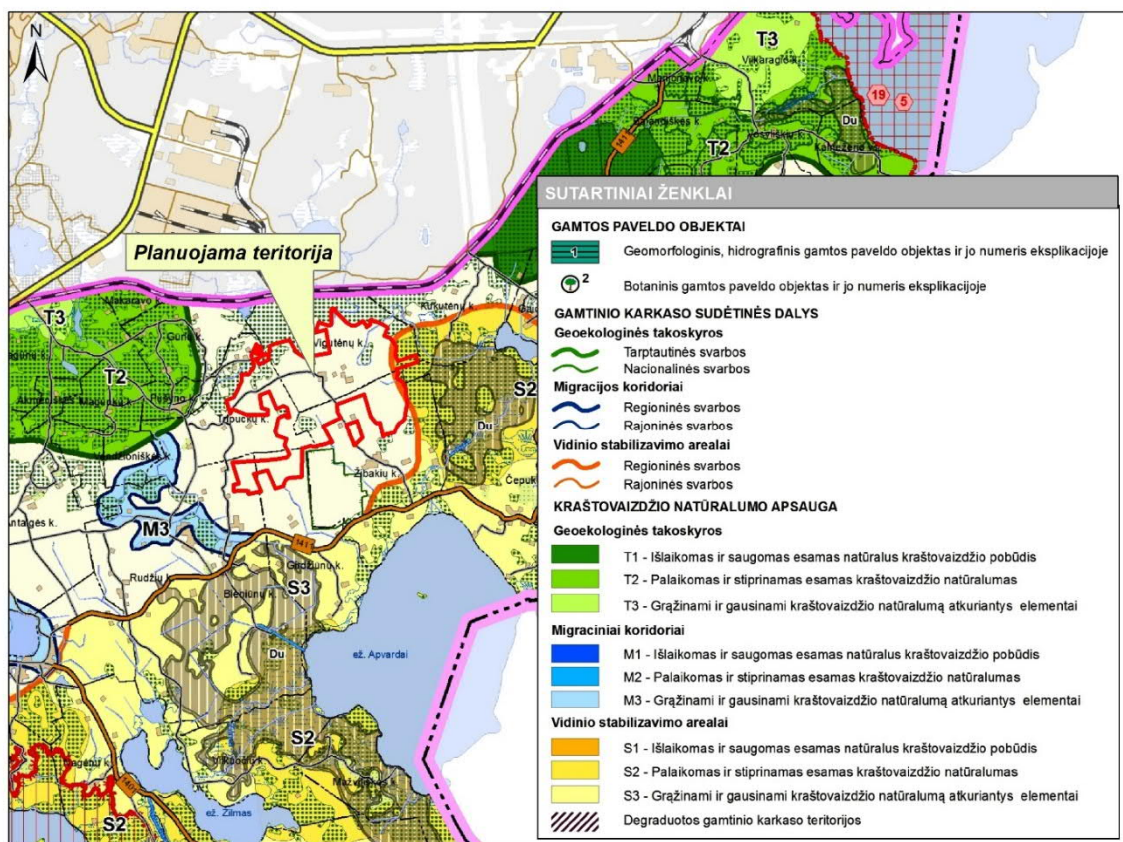 N
T3
Vilkaragio k.
19
5
141
Du
T2
Planuojama teritorija
Makaravo k.
Kukutėnų k.
T3
Vigutėnų k.
T2
S2
Du
Tripuckų k.
Žibakių k.
M3
141
Rudžių k.
S3
Du
ež. Apvardai
S2
140
ež. Žilmas
S2
SUTARTINIAI ŽENKLAI
GAMTOS PAVELDO OBJEKTAI
1 Geomorfologinis, hidrografinis gamtos paveldo objektas ir jo numeris eksplikacijoje
2 Botaninis gamtos paveldo objektas ir jo numeris eksplikacijoje
GAMTINIO KARKASO SUDĖTINĖS DALYS
Geoekologinės takoskyros
Tarptautinės svarbos
Nacionalinės svarbos
Migracijos koridoriai
Regioninės svarbos
Rajoninės svarbos
Vidinio stabilizavimo arealai
Regioninės svarbos
Rajoninės svarbos
KRAŠTOVAIZDŽIO NATŪRALUMO APSAUGA
Geoekologinės takoskyros
T1 - Išlaikomas ir saugomas esamas natūralus kraštovaizdžio pobūdis
T2 - Palaikomas ir stiprinamas esamas kraštovaizdžio natūralumas
T3 - Grąžinami ir gausinami kraštovaizdžio natūralumą atkuriantys elementai
Migraciniai koridoriai
M1 - Išlaikomas ir saugomas esamas natūralus kraštovaizdžio pobūdis
M2 - Palaikomas ir stiprinamas esamas kraštovaizdžio natūralumas
M3 - Grąžinami ir gausinami kraštovaizdžio natūralumą atkuriantys elementai
Vidinio stabilizavimo arealai
S1 - Išlaikomas ir saugomas esamas natūralus kraštovaizdžio pobūdis
S2 - Palaikomas ir stiprinamas esamas kraštovaizdžio natūralumas
S3 - Grąžinami ir gausinami kraštovaizdžio natūralumą atkuriantys elementai
Degraduotos gamtinio karkaso teritorijos